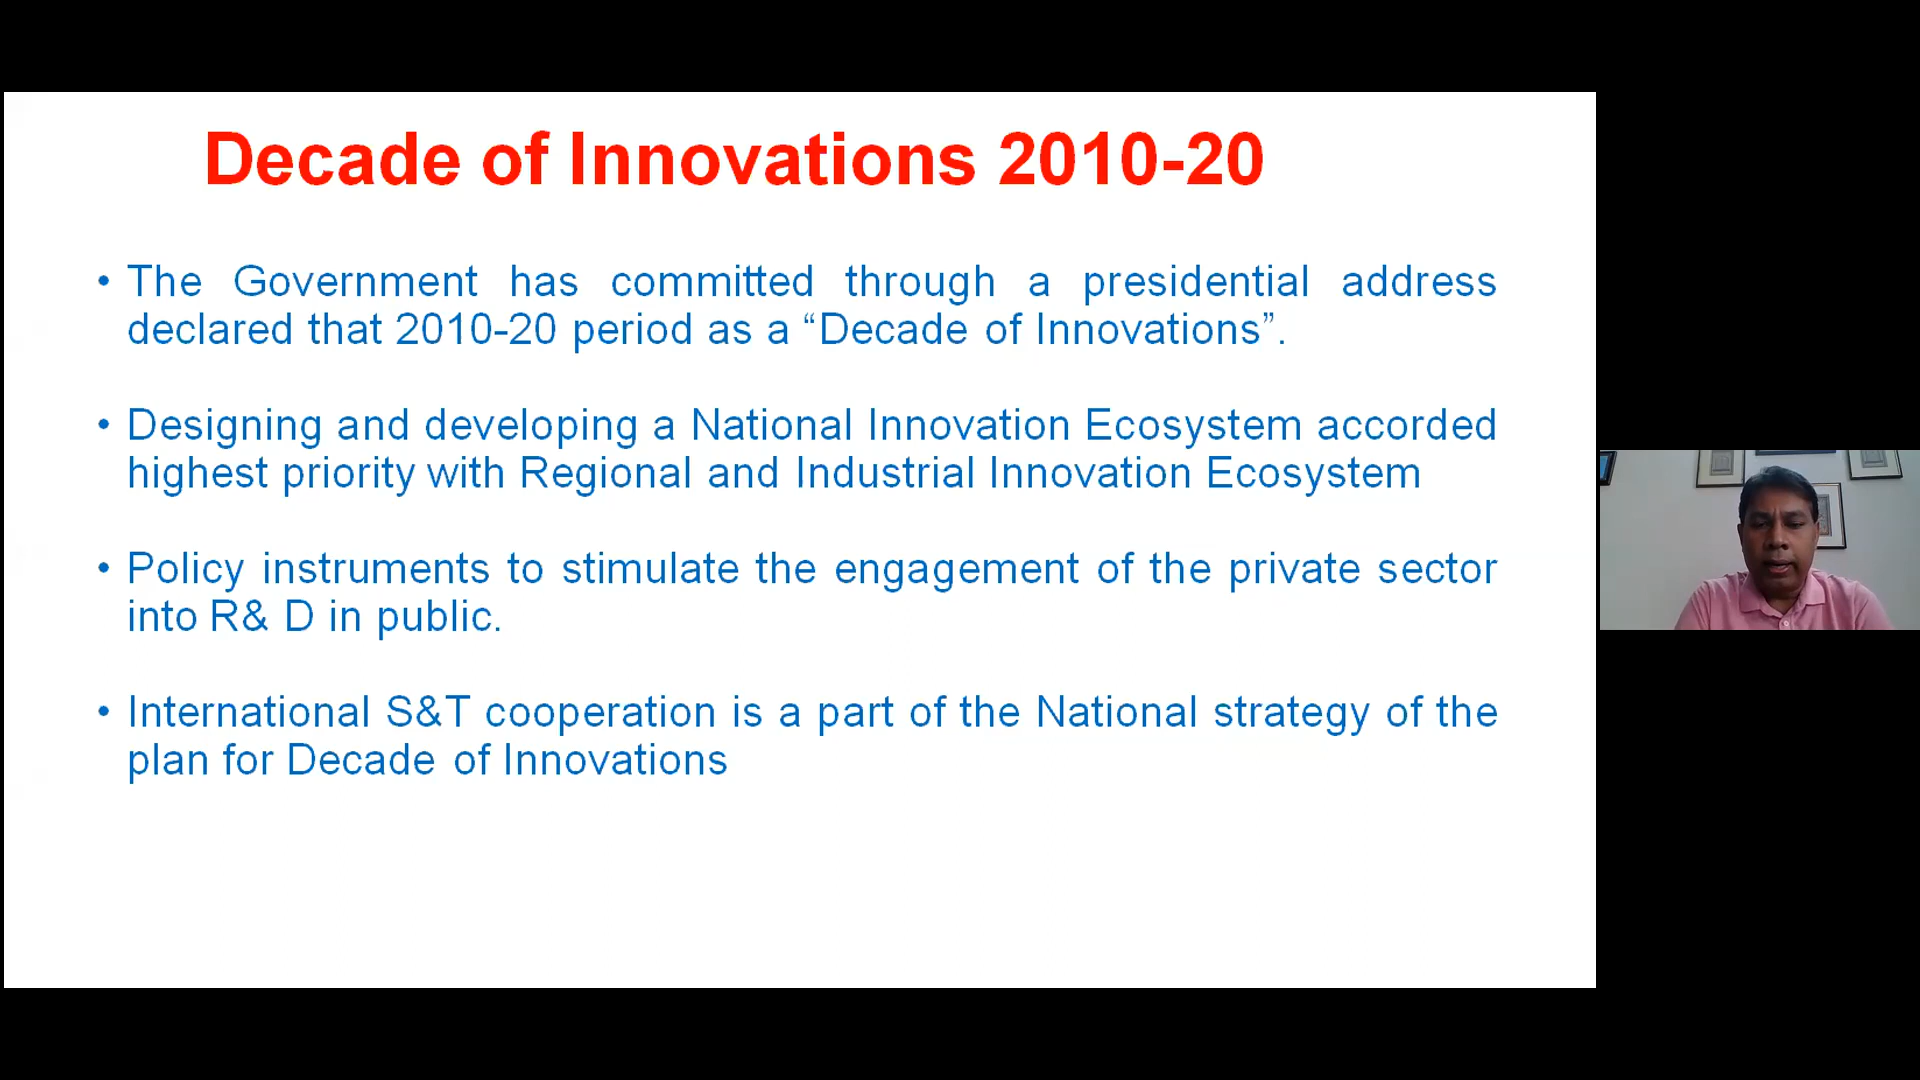 Decade of Innovations 2010-20
• The Government has committed through a presidential address
declared that 2010-20 period as a “Decade of Innovations”.
• Designing and developing a National Innovation Ecosystem accorded
highest priority with Regional and Industrial Innovation Ecosystem
• Policy instruments to stimulate the engagement of the private sector
into R& D in public.
• International S&T cooperation is a part of the National strategy of the
plan for Decade of Innovations